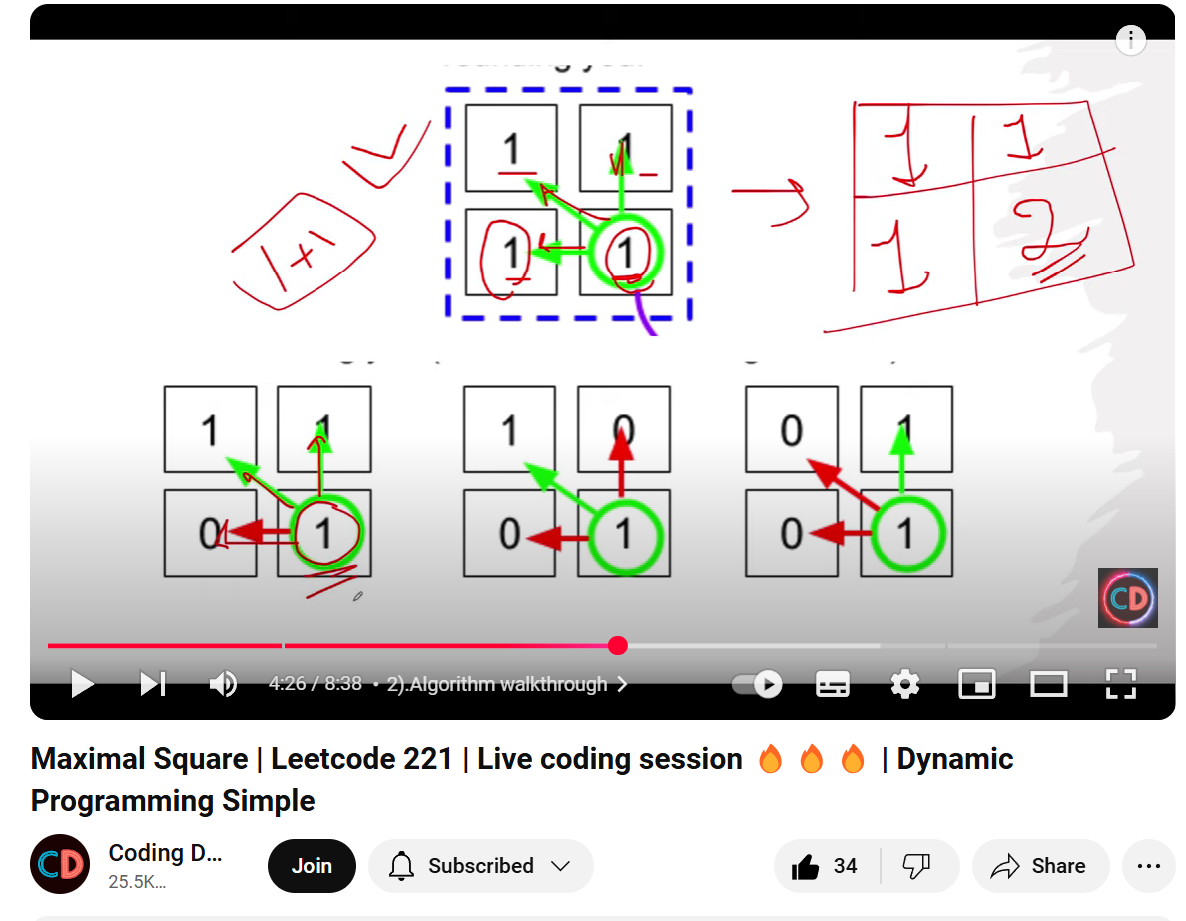 1 1
1 1
1+1
1 1
1 2
1 1
0 1
1 0
0 1
0 1
0 1
CD
4:26 / 8:38 • 2).Algorithm walkthrough
Maximal Square | Leetcode 221 | Live coding session 🔥 🔥 🔥 | Dynamic
Programming Simple
CD
Coding D...
25.5K...
Join
Subscribed
34
Share